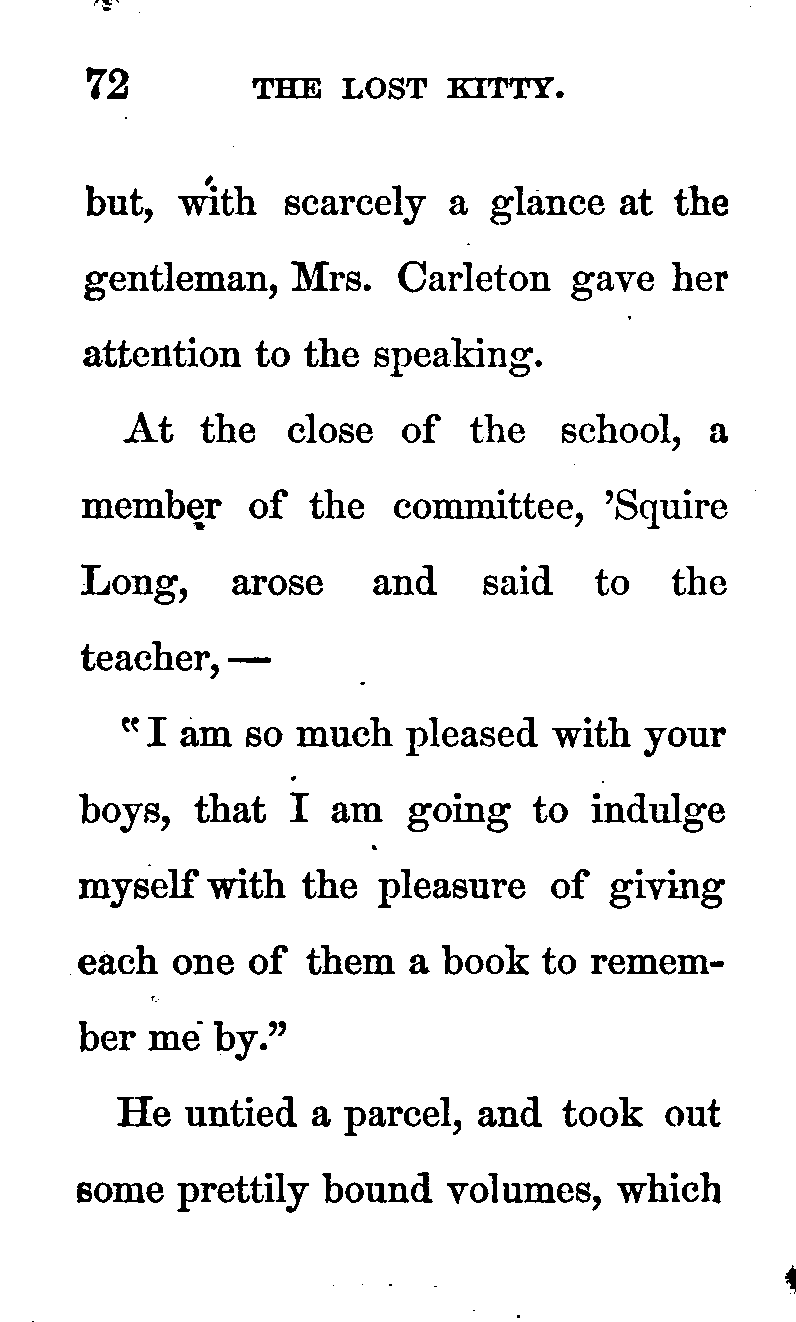 72 THE LOST KITTY.
but, with scarcely a glance at the
gentleman, Mrs. Carleton gave her
attention to the speaking.
At the close of the school, a
member of the committee, ’Squire
Long, arose and said to the
teacher, —
“I am so much pleased with your
boys, that I am going to indulge
myself with the pleasure of giving
each one of them a book to remem-
ber me by.”
He untied a parcel, and took out
some prettily bound volumes, which